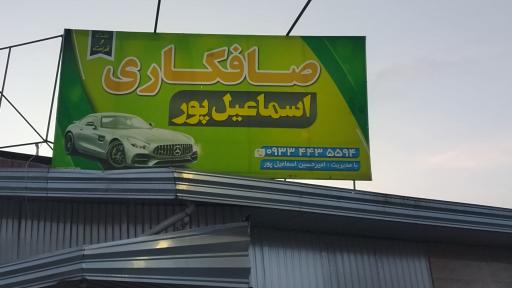 صافکاری
اسماعیل پور
۰۹۳۳ ۴۴۳ ۵۵۹۴
با مدیریت : امیرحسین اسماعیل پور